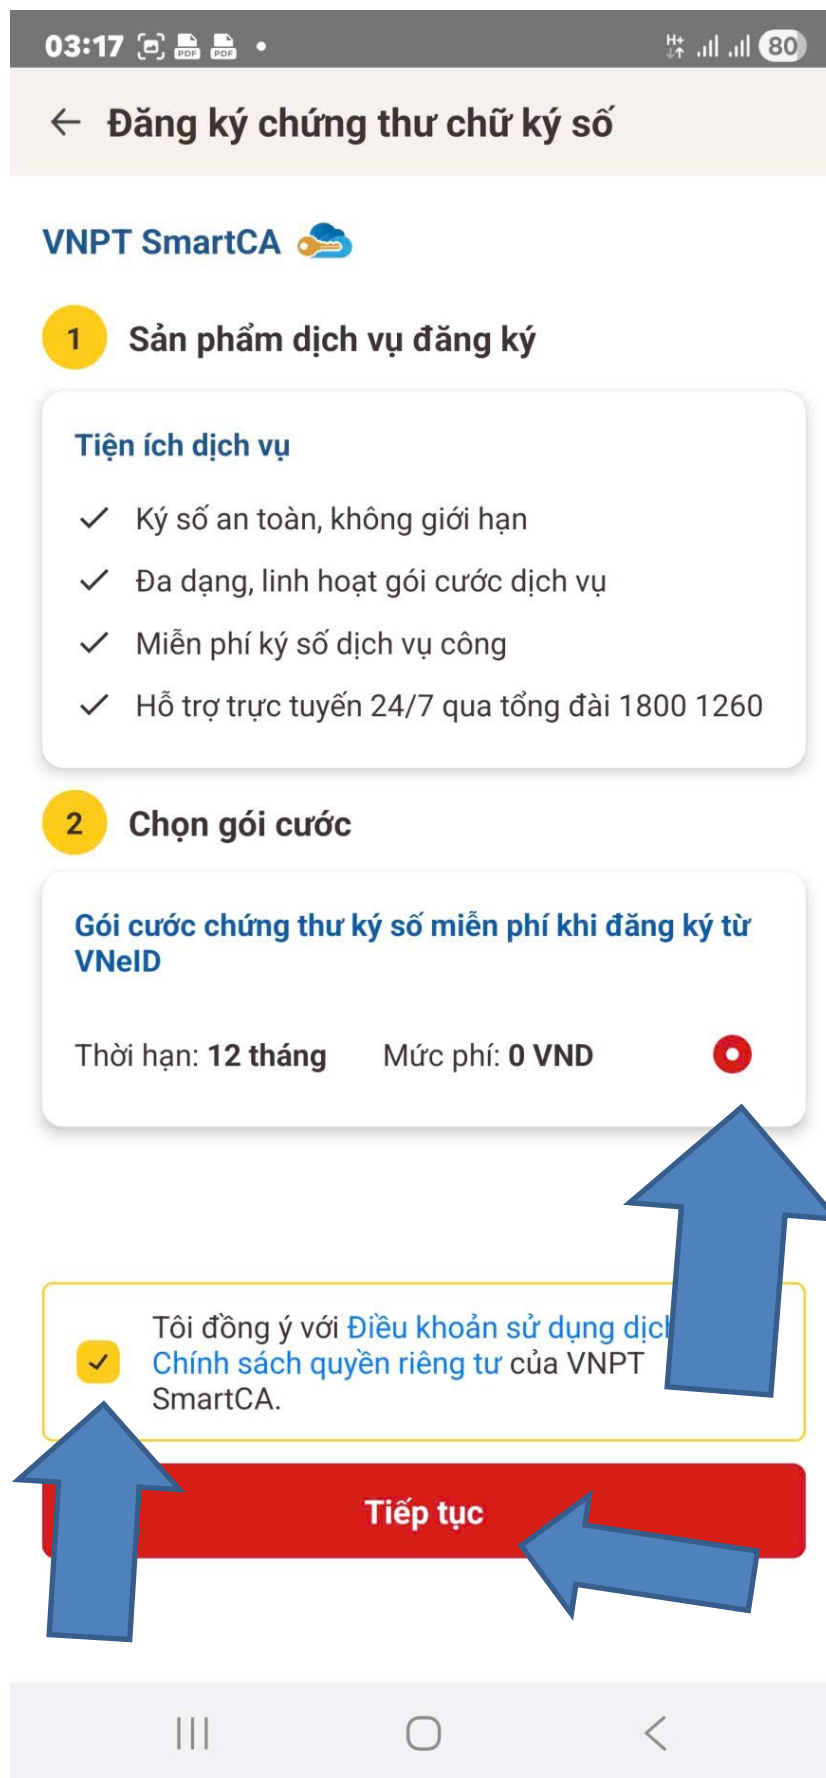 03:17 PDF PDF H+ 80
Đăng ký chứng thư chữ ký số
VNPT SmartCA
1 Sản phẩm dịch vụ đăng ký
Tiện ích dịch vụ
Ký số an toàn, không giới hạn
Đa dạng, linh hoạt gói cước dịch vụ
Miễn phí ký số dịch vụ công
Hỗ trợ trực tuyến 24/7 qua tổng đài 1800 1260
2 Chọn gói cước
Gói cước chứng thư ký số miễn phí khi đăng ký từ
VNeID
Thời hạn: 12 tháng Mức phí: 0 VND
Tôi đồng ý với Điều khoản sử dụng
Chính sách quyền riêng tư của VNPT
SmartCA.
Tiếp tục